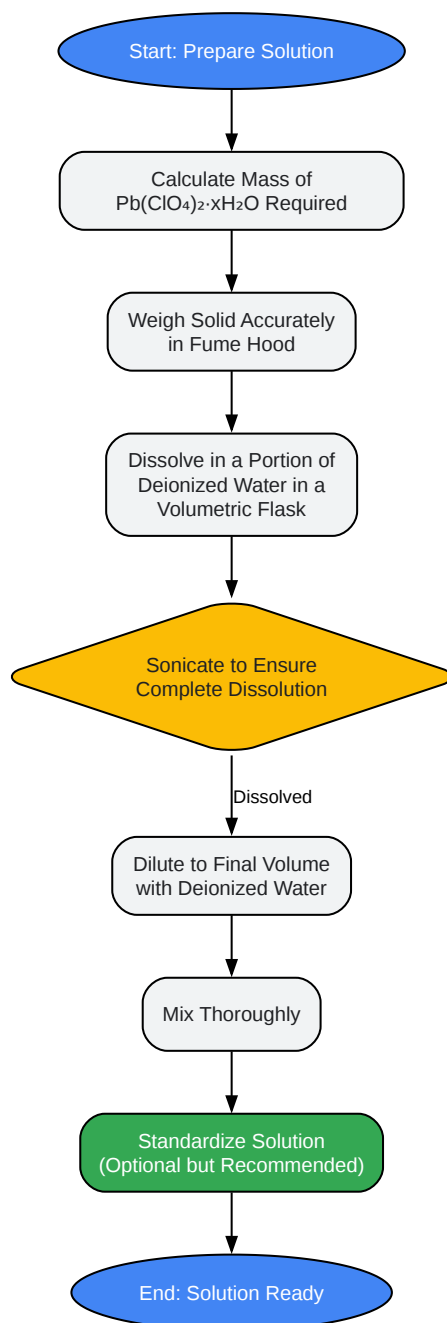 Start: Prepare Solution
Calculate Mass of
Pb(ClO₄)₂·xH₂O Required
Weigh Solid Accurately
in Fume Hood
Dissolve in a Portion of
Deionized Water in a
Volumetric Flask
Sonicate to Ensure
Complete Dissolution
Dissolved
Dilute to Final Volume
with Deionized Water
Mix Thoroughly
Standardize Solution
(Optional but Recommended)
End: Solution Ready